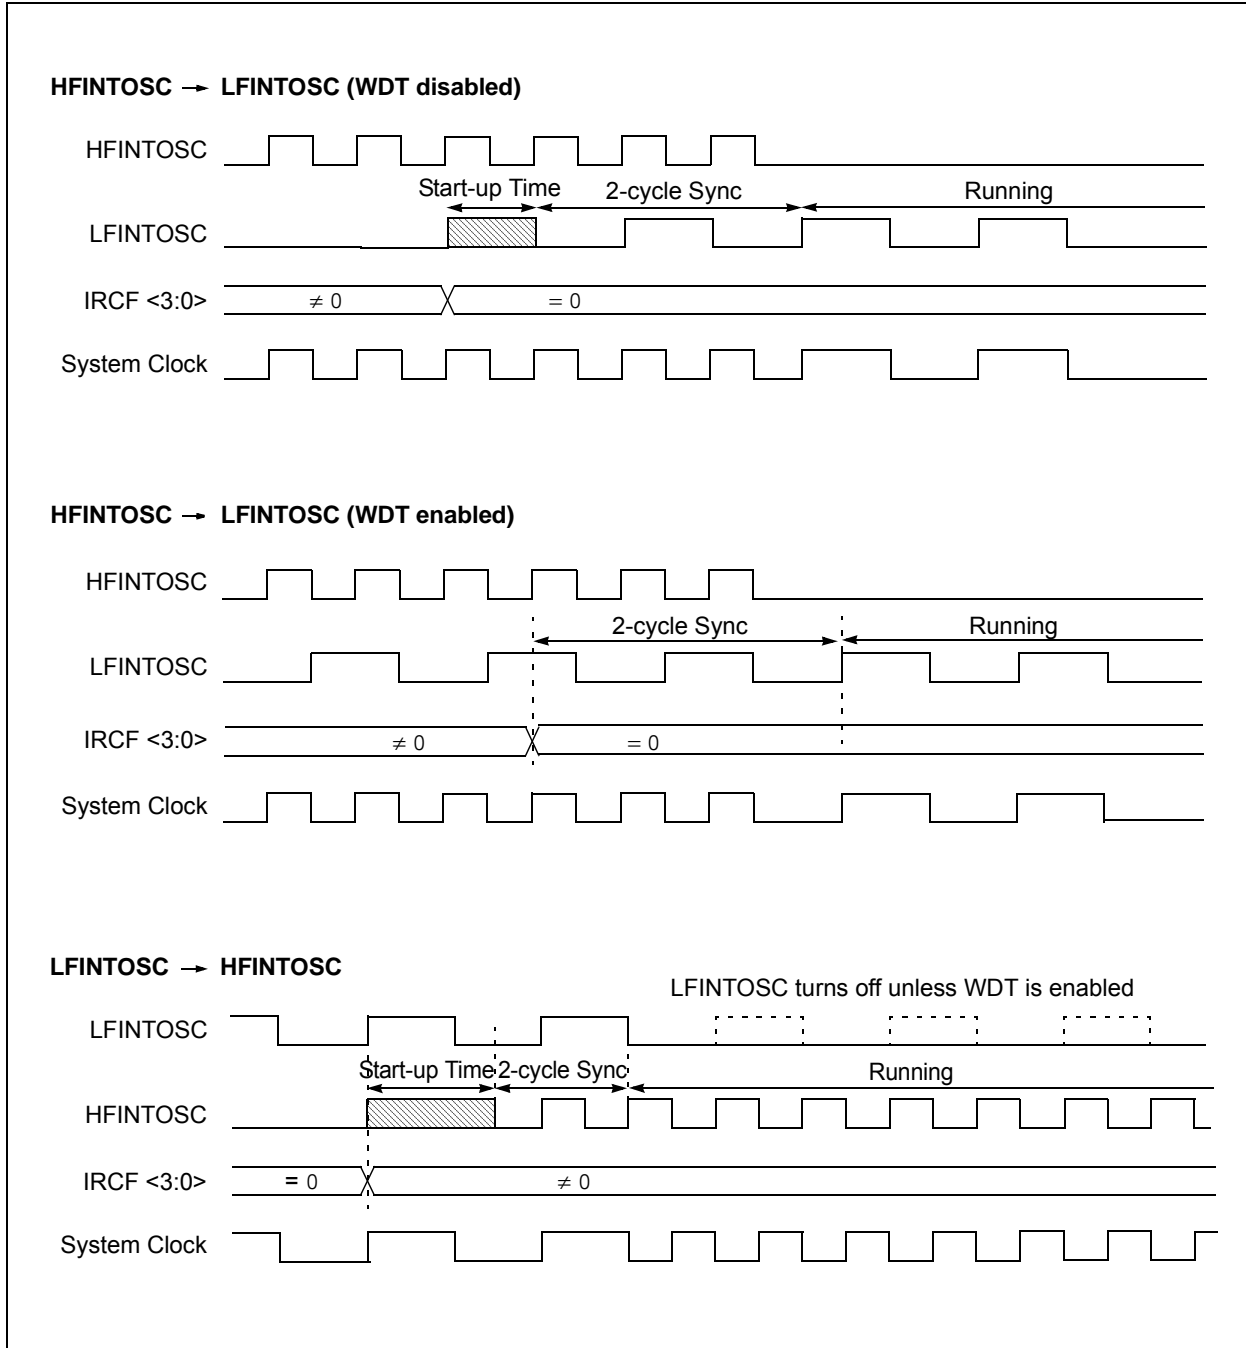 HFINTOSC → LFINTOSC (WDT disabled)
HFINTOSC
Start-up Time 2-cycle Sync Running
LFINTOSC
IRCF <3:0> ≠ 0 = 0
System Clock
HFINTOSC → LFINTOSC (WDT enabled)
HFINTOSC
2-cycle Sync Running
LFINTOSC
IRCF <3:0> ≠ 0 = 0
System Clock
LFINTOSC → HFINTOSC
LFINTOSC turns off unless WDT is enabled
LFINTOSC
Start-up Time 2-cycle Sync Running
HFINTOSC
IRCF <3:0> = 0 ≠ 0
System Clock